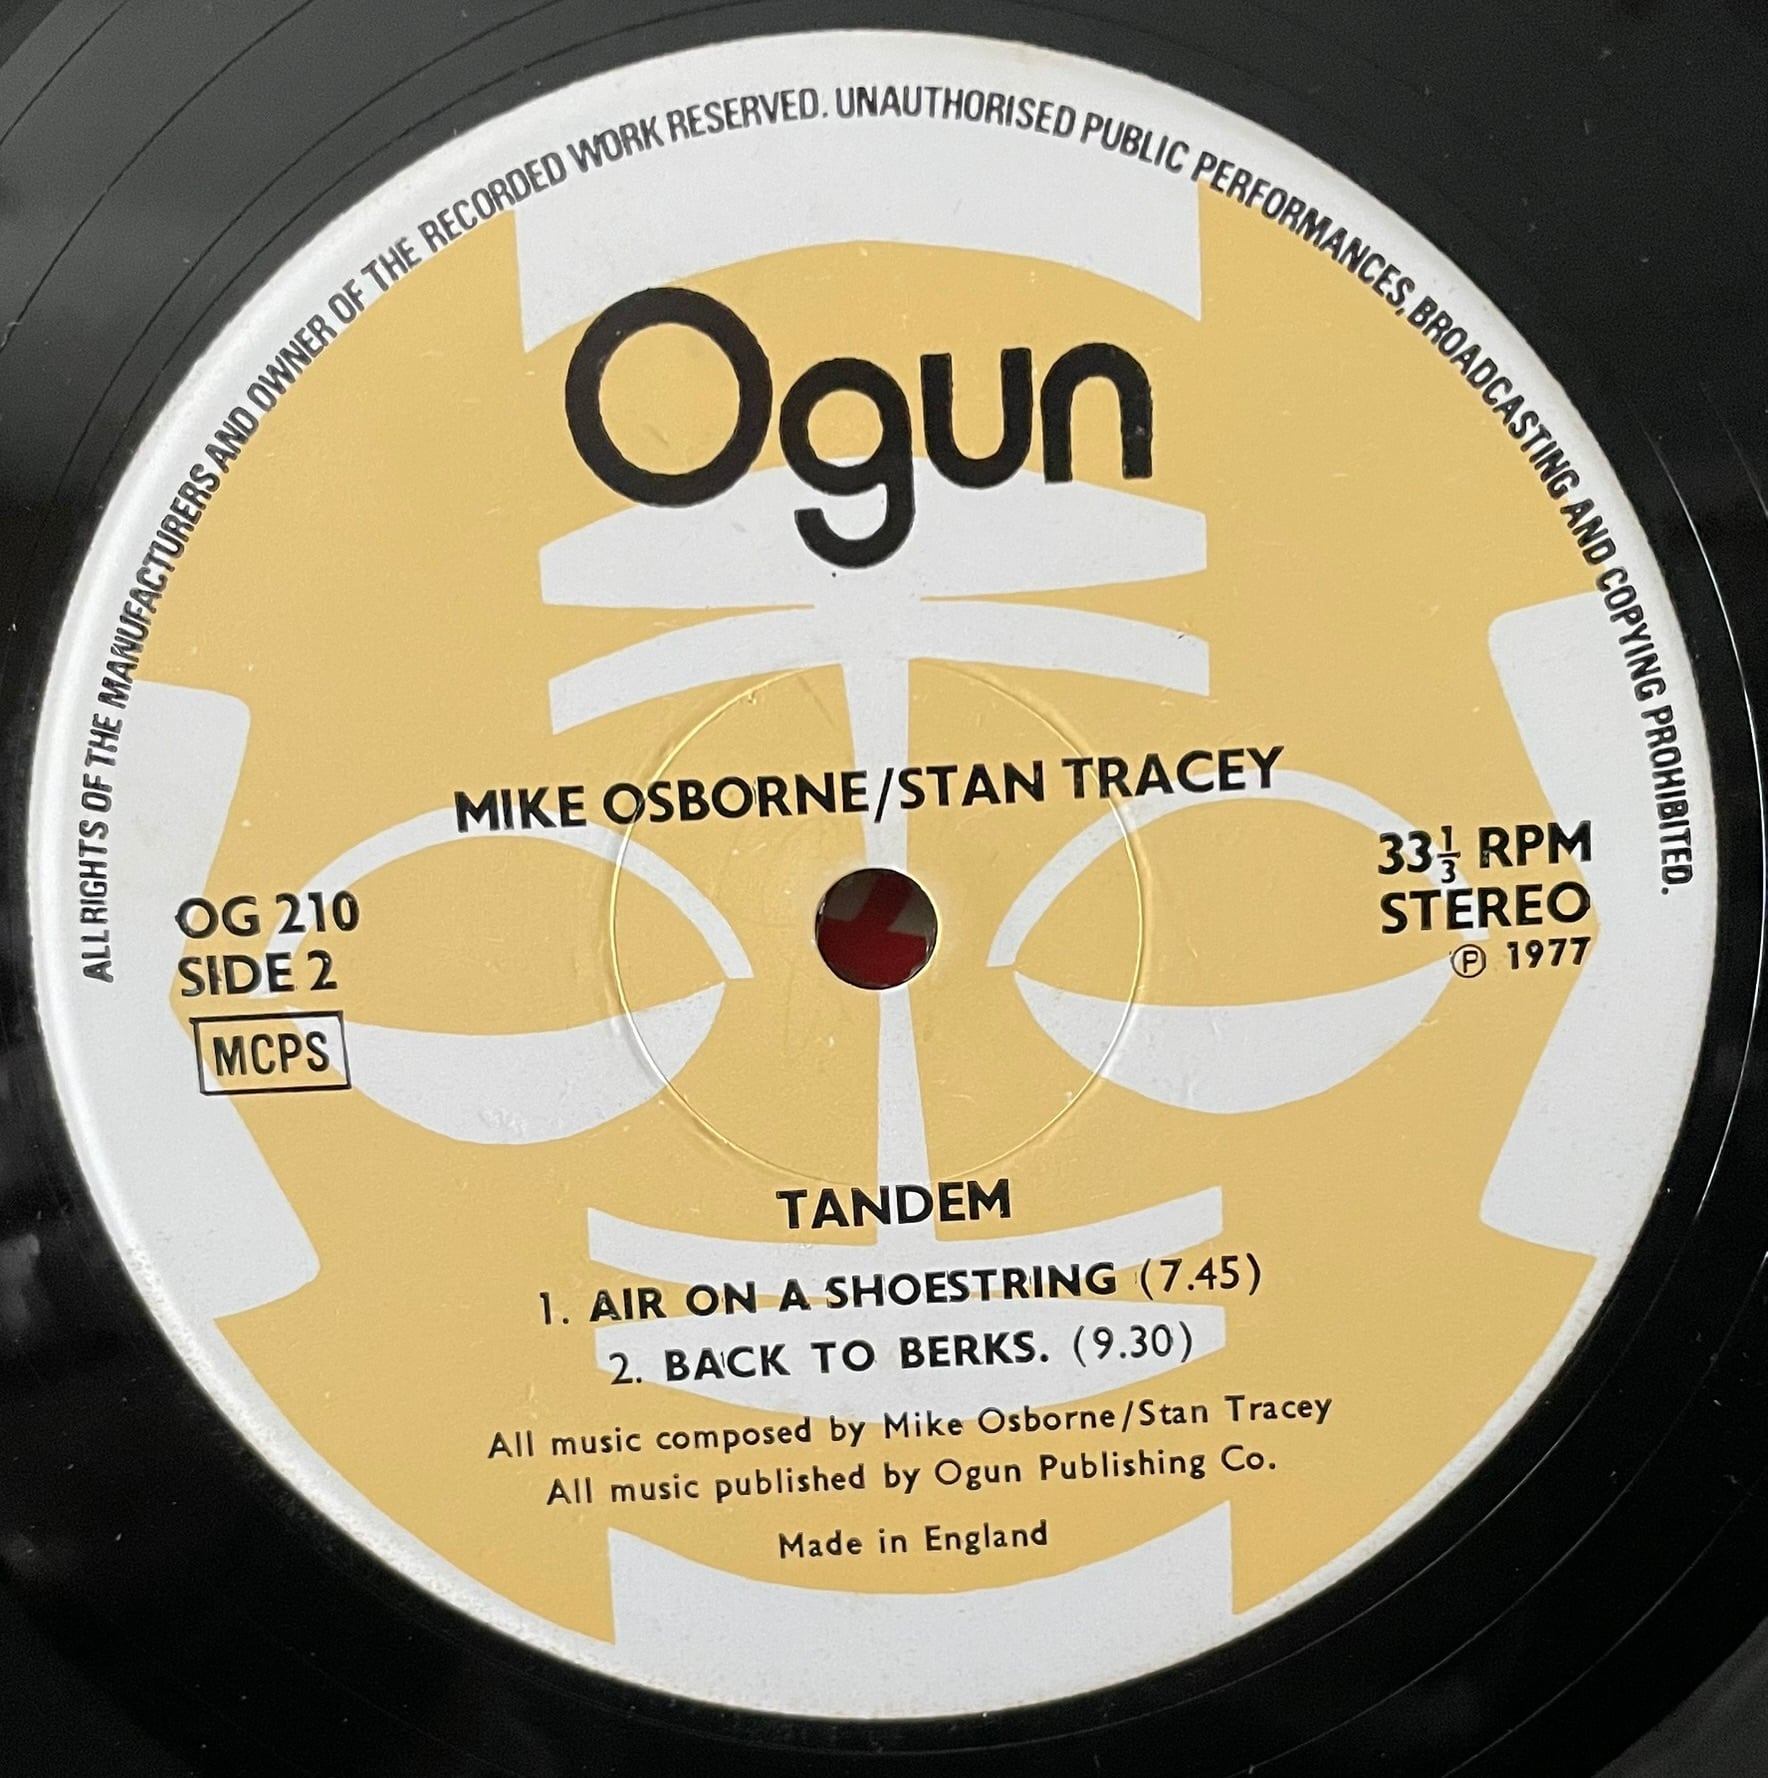 ALL RIGHTS OF THE MANUFACTURERS AND OWNER OF THE RECORDED WORK RESERVED. UNAUTHORISED PUBLIC PERFORMANCES, BROADCASTING AND COPYING PROHIBITED.
Ogun
MIKE OSBORNE/STAN TRACEY
OG 210
SIDE 2
MCPS
33⅓ RPM
STEREO
Ⓟ 1977
TANDEM
1. AIR ON A SHOESTRING (7.45)
2. BACK TO BERKS. (9.30)
All music composed by Mike Osborne/Stan Tracey
All music published by Ogun Publishing Co.
Made in England